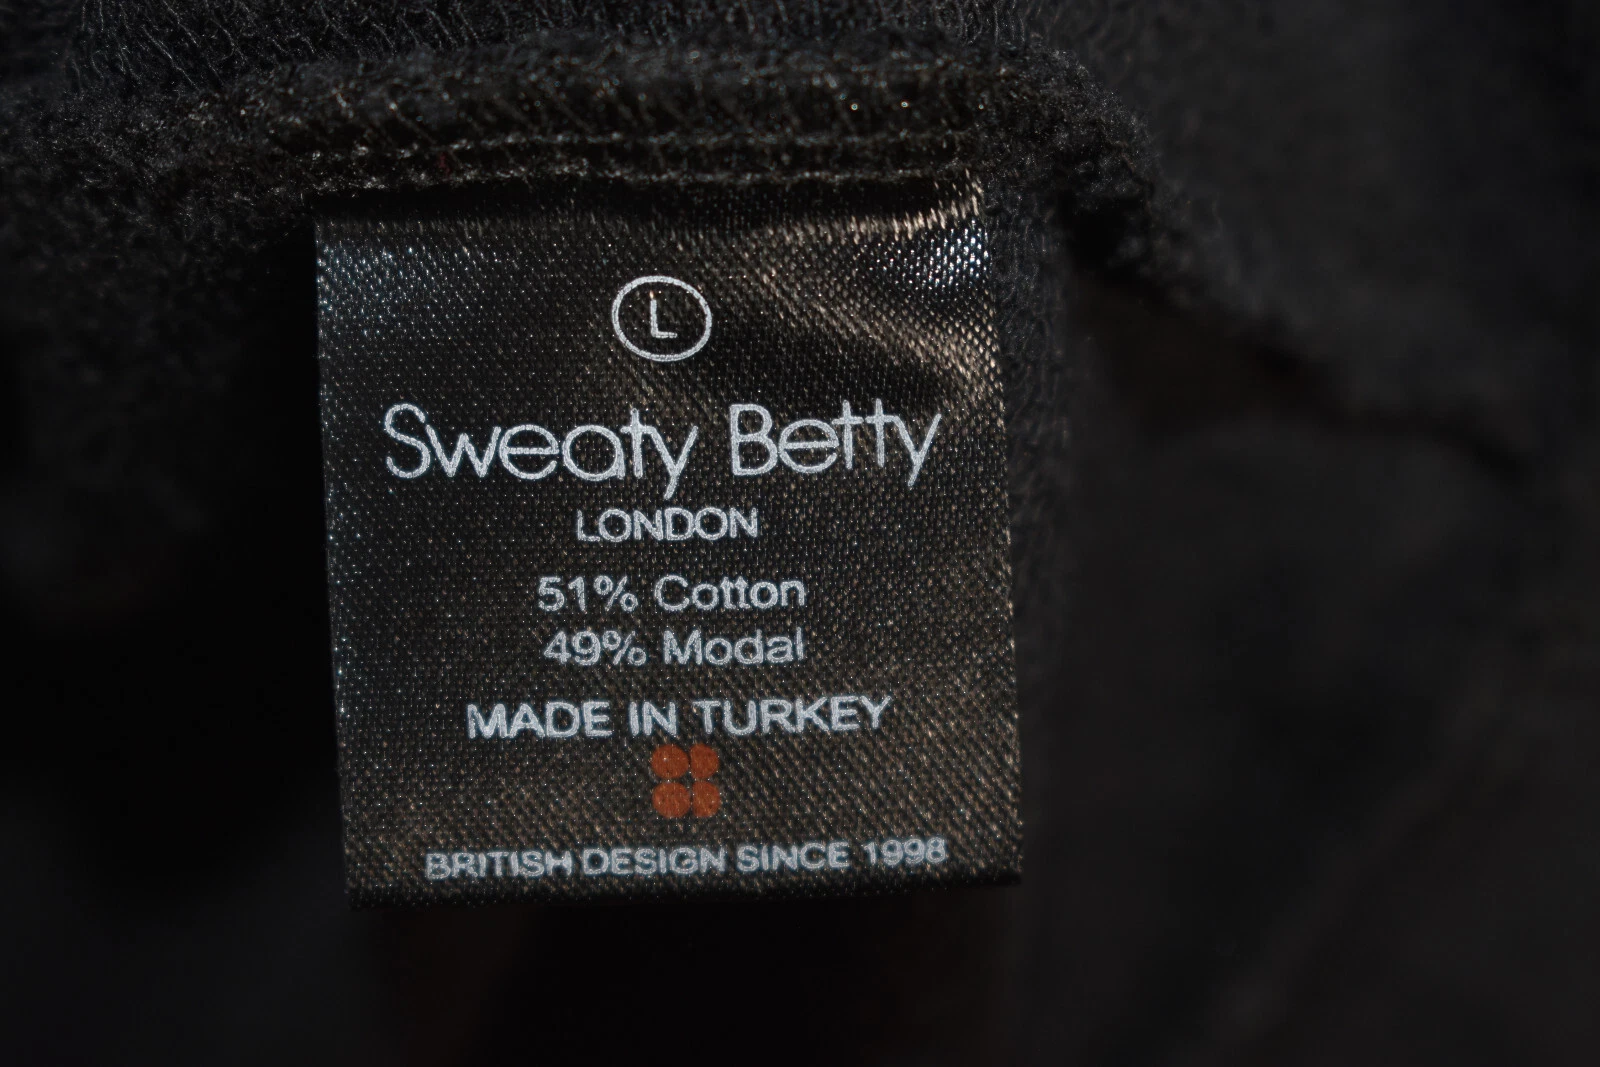 L
Sweaty Betty
LONDON
51% Cotton
49% Modal
MADE IN TURKEY
BRITISH DESIGN SINCE 1998